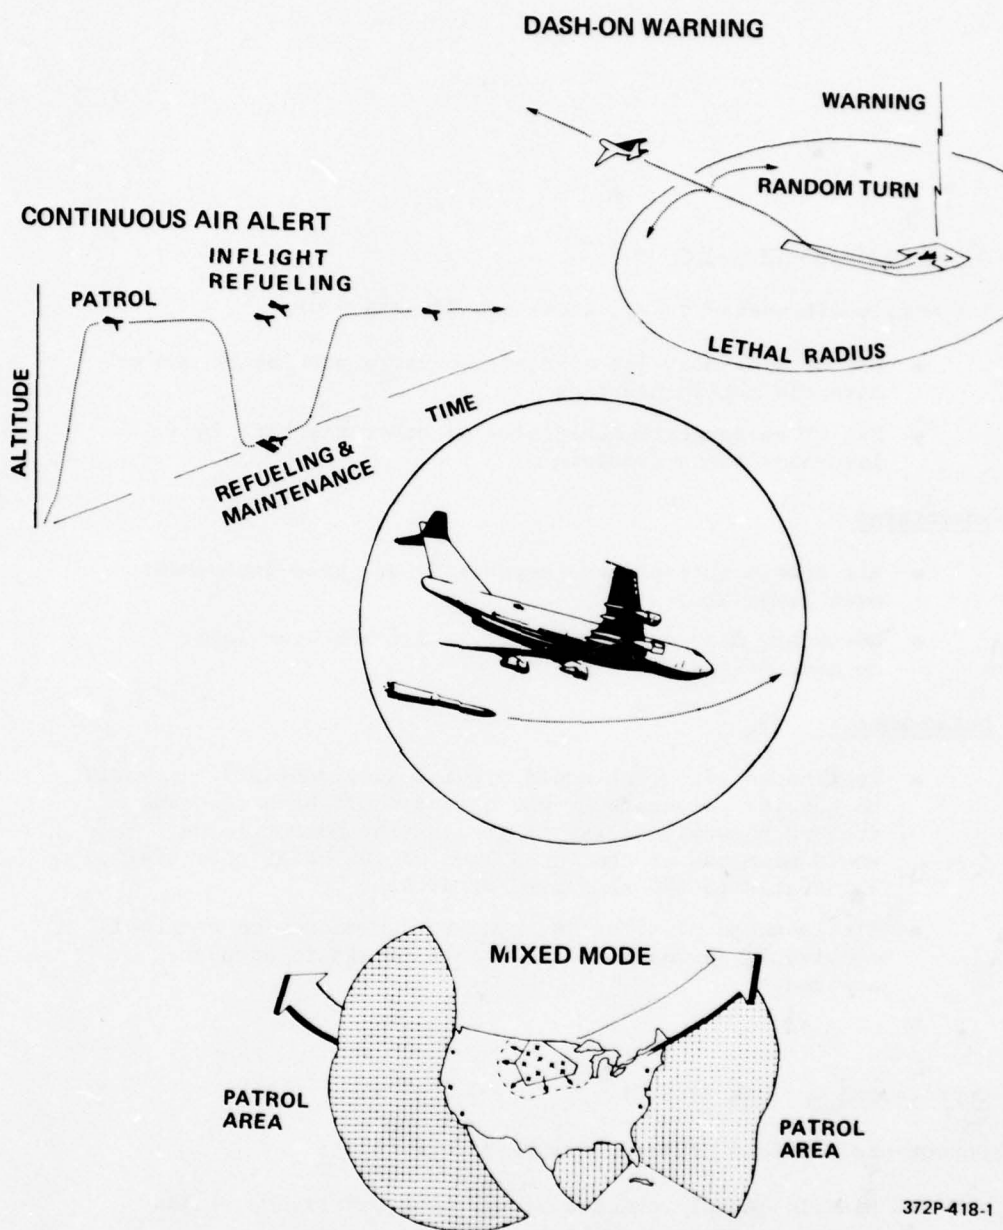 DASH-ON WARNING
WARNING
RANDOM TURN
LETHAL RADIUS
CONTINUOUS AIR ALERT
INFLIGHT
REFUELING
PATROL
ALTITUDE
TIME
REFUELING &
MAINTENANCE
MIXED MODE
PATROL
AREA
PATROL
AREA
372P-418-1